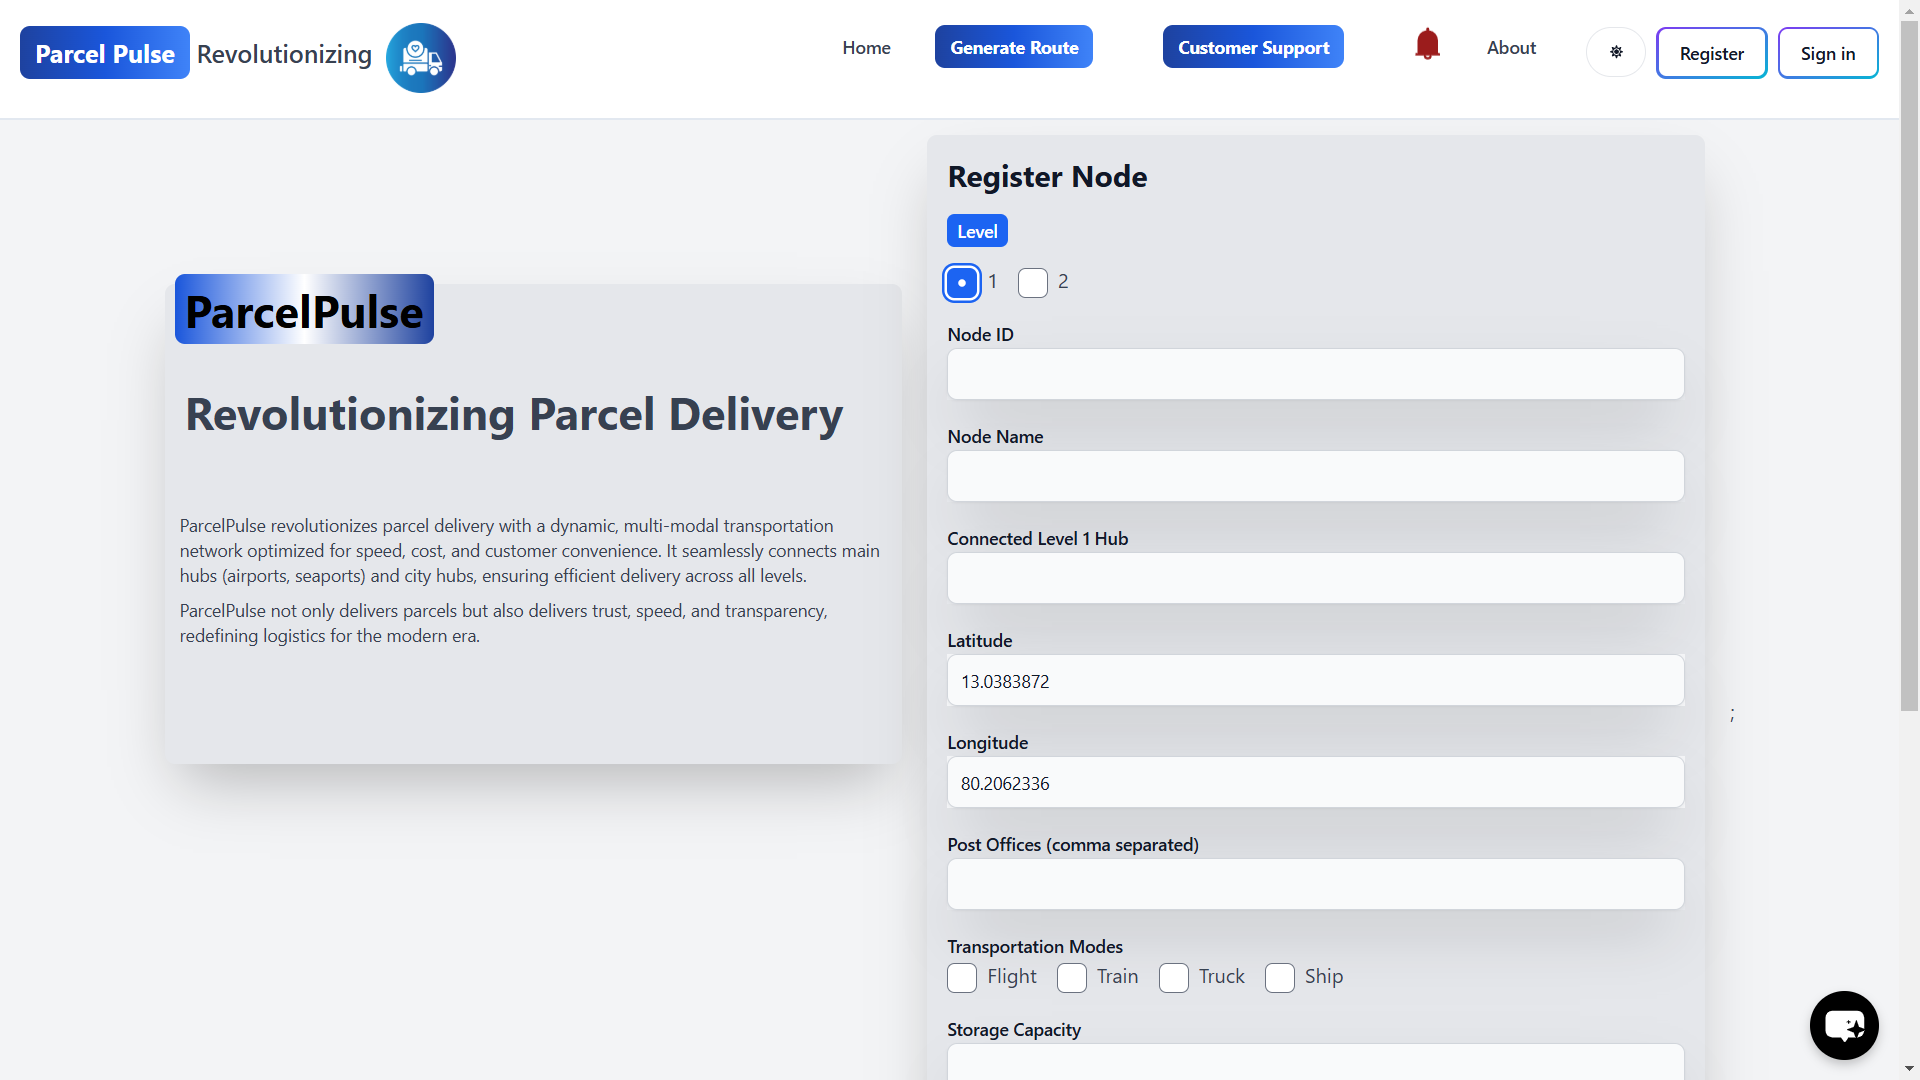 Parcel Pulse Revolutionizing
Home
Generate Route
Customer Support
About
Register
Sign in
ParcelPulse
Revolutionizing Parcel Delivery
ParcelPulse revolutionizes parcel delivery with a dynamic, multi-modal transportation
network optimized for speed, cost, and customer convenience. It seamlessly connects main
hubs (airports, seaports) and city hubs, ensuring efficient delivery across all levels.
ParcelPulse not only delivers parcels but also delivers trust, speed, and transparency,
redefining logistics for the modern era.
Register Node
Level
1 2
Node ID
Node Name
Connected Level 1 Hub
Latitude
13.0383872
Longitude
80.2062336
Post Offices (comma separated)
Transportation Modes
Flight Train Truck Ship
Storage Capacity
;